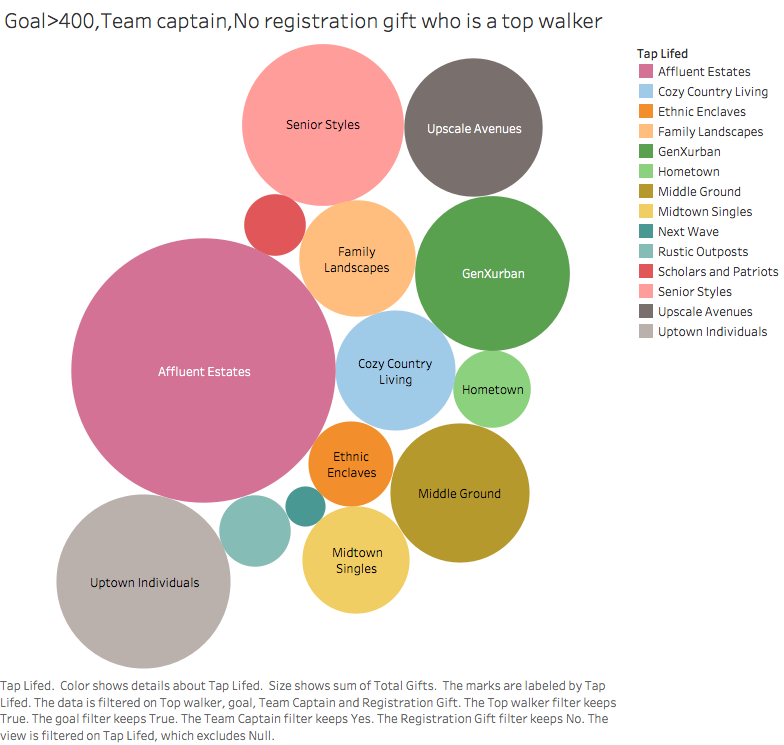 Goal>400,Team captain,No registration gift who is a top walker
Senior Styles
Upscale Avenues
Family
Landscapes
GenXurban
Affluent Estates
Cozy Country
Living
Hometown
Ethnic
Enclaves
Middle Ground
Midtown
Singles
Uptown Individuals
Tap Lifed
Affluent Estates
Cozy Country Living
Ethnic Enclaves
Family Landscapes
GenXurban
Hometown
Middle Ground
Midtown Singles
Next Wave
Rustic Outposts
Scholars and Patriots
Senior Styles
Upscale Avenues
Uptown Individuals
Tap Lifed.  Color shows details about Tap Lifed.  Size shows sum of Total Gifts.  The marks are labeled by Tap
Lifed. The data is filtered on Top walker, goal, Team Captain and Registration Gift. The Top walker filter keeps
True. The goal filter keeps True. The Team Captain filter keeps Yes. The Registration Gift filter keeps No. The
view is filtered on Tap Lifed, which excludes Null.